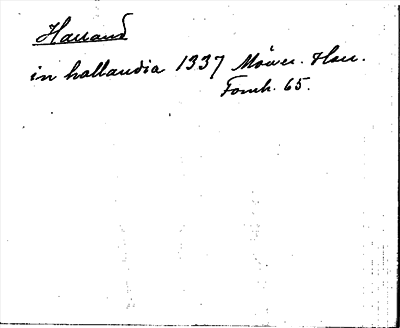 Halland
in hallandia 1337 Möller. Hall.
Fornh. 65.